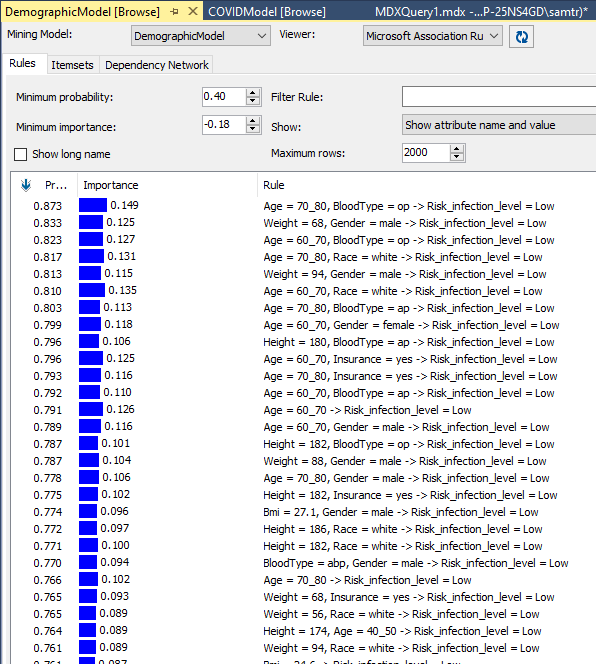 DemographicModel [Browse] COVIDModel [Browse] MDXQuery1.mdx -...P-25NS4GD\samtr)*
Mining Model: DemographicModel Viewer: Microsoft Association Ru
Rules Itemsets Dependency Network
Minimum probability: 0.40 Filter Rule:
Minimum importance: -0.18 Show: Show attribute name and value
Show long name Maximum rows: 2000
Pr... Importance Rule
0.873 0.149 Age = 70_80, BloodType = op -> Risk_infection_level = Low
0.833 0.125 Weight = 68, Gender = male -> Risk_infection_level = Low
0.823 0.127 Age = 60_70, BloodType = op -> Risk_infection_level = Low
0.817 0.131 Age = 70_80, Race = white -> Risk_infection_level = Low
0.813 0.115 Weight = 94, Gender = male -> Risk_infection_level = Low
0.810 0.135 Age = 60_70, Race = white -> Risk_infection_level = Low
0.803 0.113 Age = 70_80, BloodType = ap -> Risk_infection_level = Low
0.799 0.118 Age = 60_70, Gender = female -> Risk_infection_level = Low
0.796 0.106 Height = 180, BloodType = ap -> Risk_infection_level = Low
0.796 0.125 Age = 60_70, Insurance = yes -> Risk_infection_level = Low
0.793 0.116 Age = 70_80, Insurance = yes -> Risk_infection_level = Low
0.792 0.110 Age = 60_70, BloodType = ap -> Risk_infection_level = Low
0.791 0.126 Age = 60_70 -> Risk_infection_level = Low
0.789 0.116 Age = 60_70, Gender = male -> Risk_infection_level = Low
0.787 0.101 Height = 182, BloodType = op -> Risk_infection_level = Low
0.787 0.104 Weight = 88, Gender = male -> Risk_infection_level = Low
0.778 0.106 Age = 70_80, Gender = male -> Risk_infection_level = Low
0.775 0.102 Height = 182, Insurance = yes -> Risk_infection_level = Low
0.774 0.096 Bmi = 27.1, Gender = male -> Risk_infection_level = Low
0.772 0.097 Height = 186, Race = white -> Risk_infection_level = Low
0.771 0.100 Height = 182, Race = white -> Risk_infection_level = Low
0.770 0.094 BloodType = abp, Gender = male -> Risk_infection_level = Low
0.766 0.102 Age = 70_80 -> Risk_infection_level = Low
0.765 0.093 Weight = 68, Insurance = yes -> Risk_infection_level = Low
0.765 0.089 Weight = 56, Race = white -> Risk_infection_level = Low
0.764 0.089 Height = 174, Age = 40_50 -> Risk_infection_level = Low
0.761 0.089 Weight = 94, Race = white -> Risk_infection_level = Low
0.761 0.087